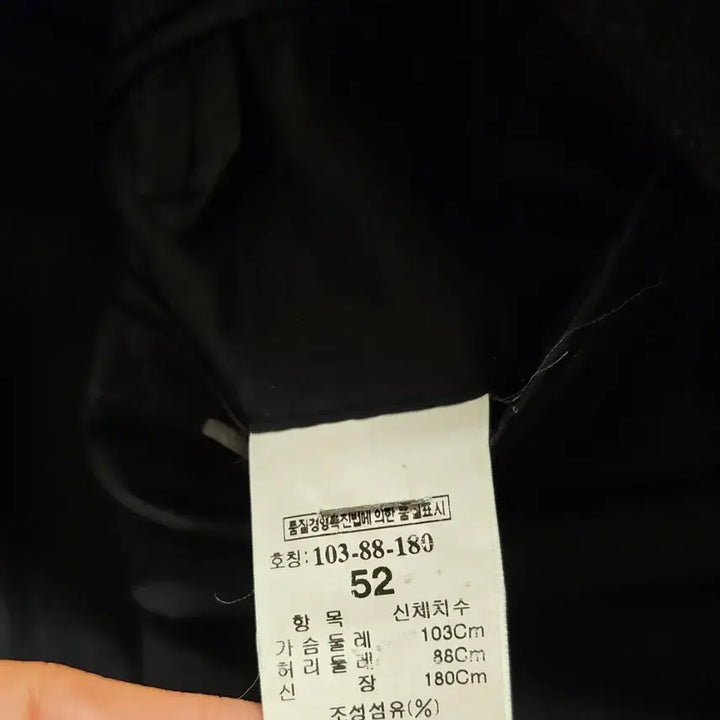 품질경영촉진법에 의한 품질표시
호칭: 103-88-180
52
항 목 신체치수
가슴둘레 103Cm
허리둘레 88Cm
신 장 180Cm
조성섬유(%)